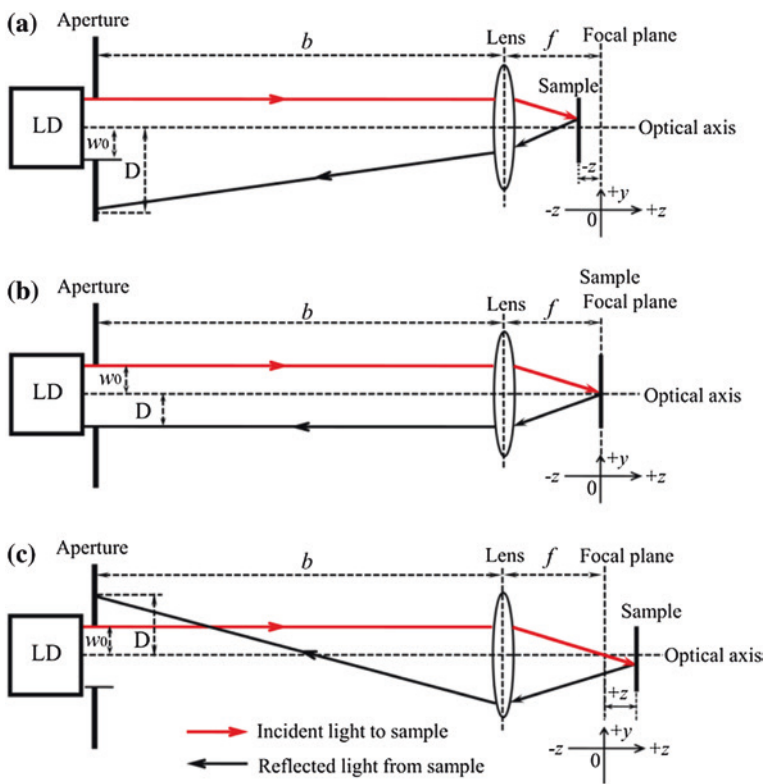 (a)
Aperture
b
Lens
f
Focal plane
Sample
LD
Optical axis
w0
D
-z
+y
-z
0
+z
(b)
Aperture
b
Lens
f
Sample
Focal plane
LD
w0
D
Optical axis
+y
-z
0
+z
(c)
Aperture
b
Lens
f
Focal plane
Sample
LD
w0
D
Optical axis
+z
Incident light to sample
Reflected light from sample
+y
-z
0
+z